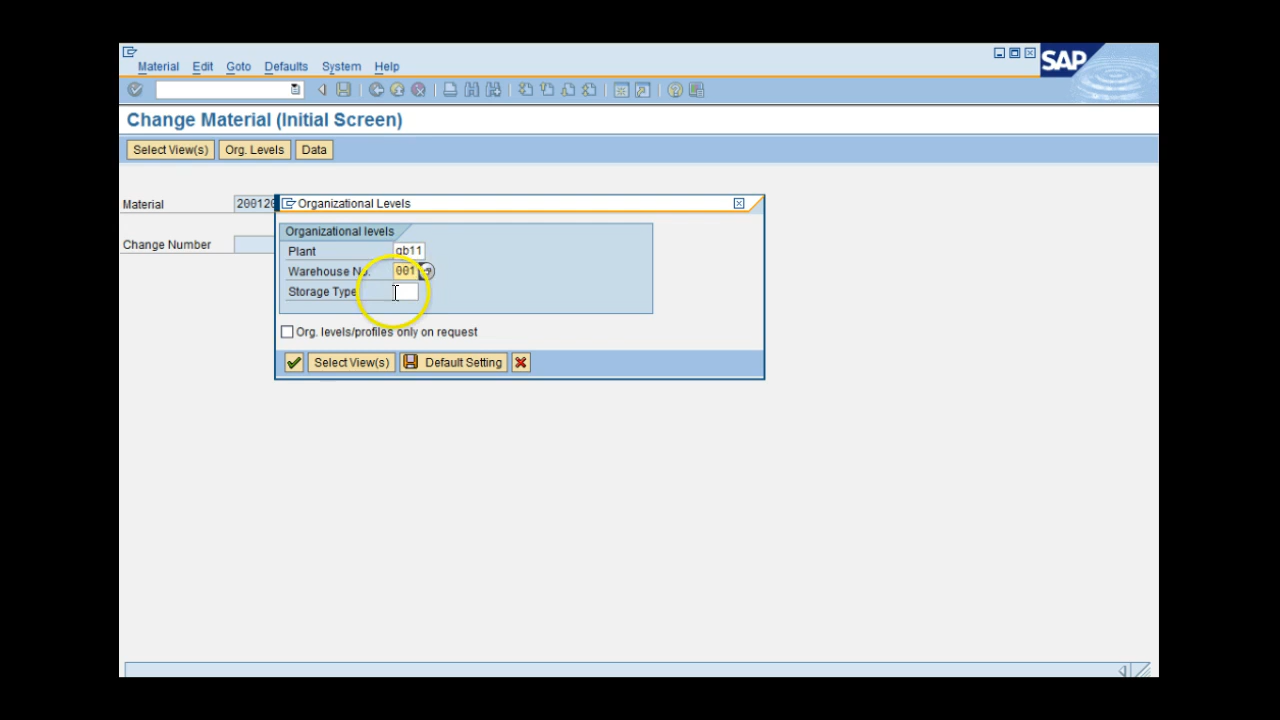 Material Edit Goto Defaults System Help
SAP
Change Material (Initial Screen)
Select View(s) Org. Levels Data
Material 200120
Organizational Levels
Organizational levels
Plant gb11
Warehouse No. 001
Storage Type
Change Number
Org. levels/profiles only on request
Select View(s) Default Setting